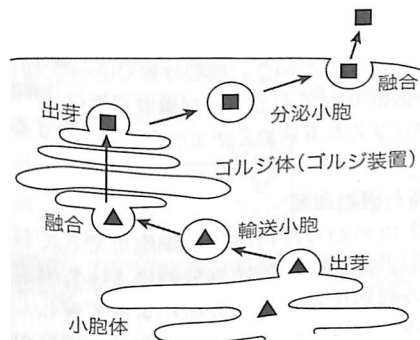 融合
出芽
分泌小胞
ゴルジ体(ゴルジ装置)
融合
輸送小胞
出芽
小胞体